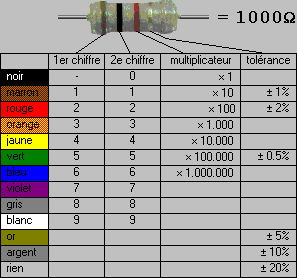 = 1000Ω
1er chiffre 2e chiffre multiplicateur tolérance
noir - 0 × 1
marron 1 1 × 10 ± 1%
rouge 2 2 × 100 ± 2%
orange 3 3 × 1.000
jaune 4 4 × 10.000
vert 5 5 × 100.000 ± 0.5%
bleu 6 6 × 1.000.000
violet 7 7
gris 8 8
blanc 9 9
or ± 5%
argent ± 10%
rien ± 20%